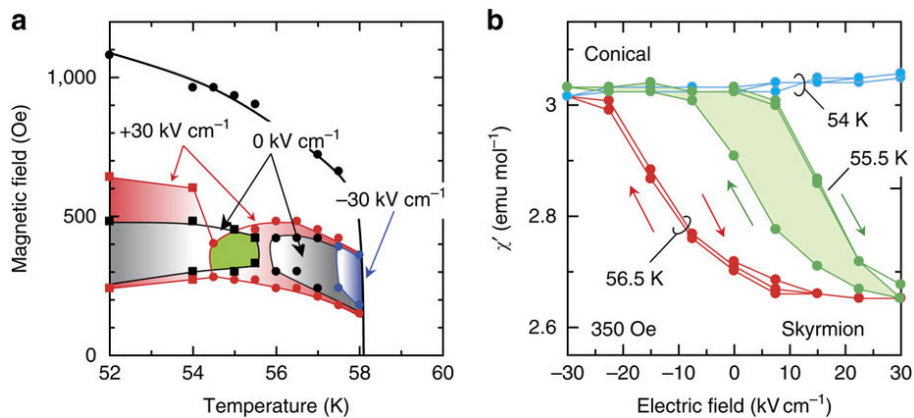 a
Magnetic field (Oe)
1,000
500
0
52
54
56
58
60
Temperature (K)
+30 kV cm⁻¹
0 kV cm⁻¹
−30 kV cm⁻¹
b
χ′ (emu mol⁻¹)
3
2.8
2.6
−30
−20
−10
0
10
20
30
Electric field (kV cm⁻¹)
Conical
54 K
55.5 K
56.5 K
350 Oe
Skyrmion